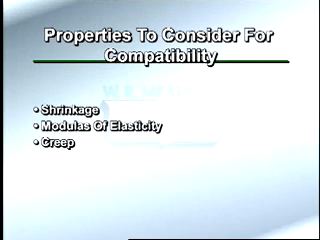 Properties To Consider For
Compatibility
• Shrinkage
• Modulas Of Elasticity
• Creep